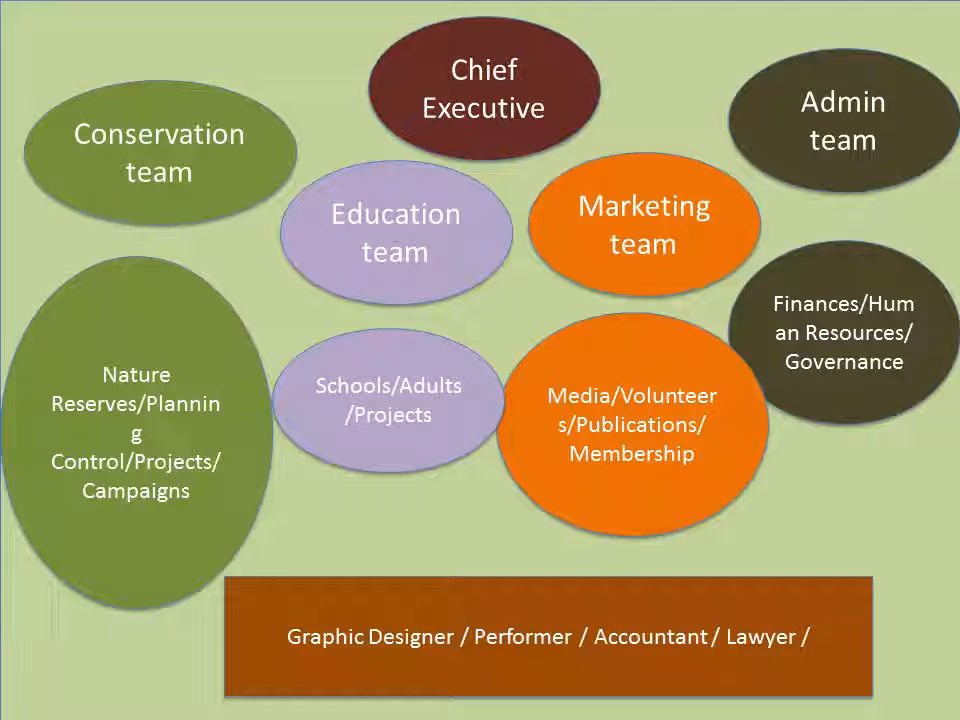 Chief
Executive
Admin
team
Conservation
team
Education
team
Marketing
team
Finances/Hum
an Resources/
Governance
Nature
Reserves/Plannin
g
Control/Projects/
Campaigns
Schools/Adults
/Projects
Media/Volunteer
s/Publications/
Membership
Graphic Designer / Performer / Accountant / Lawyer /